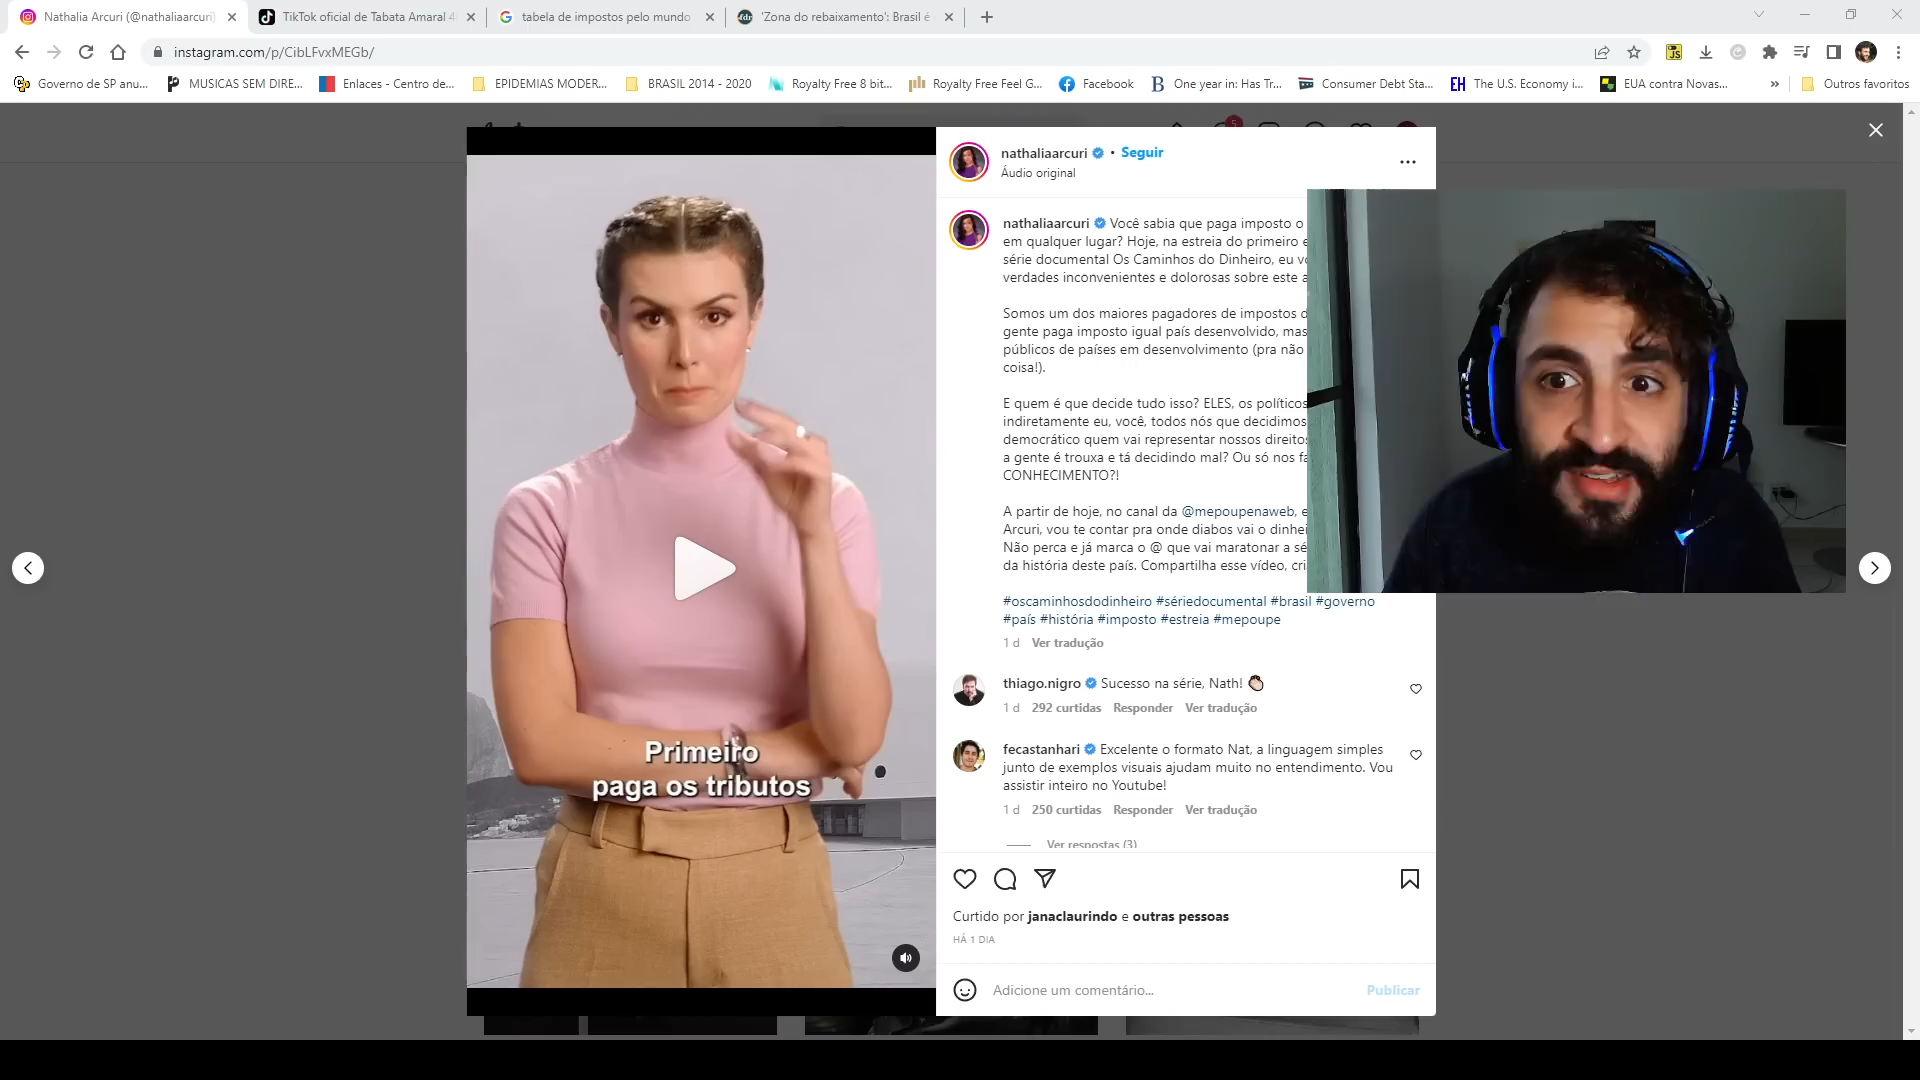 Nathalia Arcuri (@nathaliaarcuri)
TikTok oficial de Tabata Amaral
tabela de impostos pelo mundo
'Zona do rebaixamento': Brasil é
instagram.com/p/CibLFvxMEGb/
Governo de SP anu...
MUSICAS SEM DIRE...
Enlaces - Centro de...
EPIDEMIAS MODER...
BRASIL 2014 - 2020
Royalty Free 8 bit...
Royalty Free Feel G...
Facebook
One year in: Has Tr...
Consumer Debt Sta...
The U.S. Economy i...
EUA contra Novas...
»
Outros favoritos
5
nathaliaarcuri • Seguir
Áudio original
nathaliaarcuri Você sabia que paga imposto o
em qualquer lugar? Hoje, na estreia do primeiro
série documental Os Caminhos do Dinheiro, eu
verdades inconvenientes e dolorosas sobre este
Somos um dos maiores pagadores de impostos
gente paga imposto igual país desenvolvido, mas
públicos de países em desenvolvimento (pra não
coisa!).
E quem é que decide tudo isso? ELES, os políticos
indiretamente eu, você, todos nós que decidimos
democrático quem vai representar nossos direitos
a gente é trouxa e tá decidindo mal? Ou só nos
CONHECIMENTO?!
A partir de hoje, no canal da @mepoupenaweb,
Arcuri, vou te contar pra onde diabos vai o
Não perca e já marca o @ que vai maratonar a
da história deste país. Compartilha esse vídeo,
#oscaminhosdodinheiro #sériedocumental #brasil #governo
#país #história #imposto #estreia #mepoupe
1 d Ver tradução
thiago.nigro Sucesso na série, Nath!
1 d 292 curtidas Responder Ver tradução
fecastanhari Excelente o formato Nat, a linguagem simples
junto de exemplos visuais ajudam muito no entendimento. Vou
assistir inteiro no Youtube!
1 d 250 curtidas Responder Ver tradução
Ver respostas (3)
Curtido por janaclaurindo e outras pessoas
HÁ 1 DIA
Adicione um comentário... Publicar
Primeiro
paga os tributos